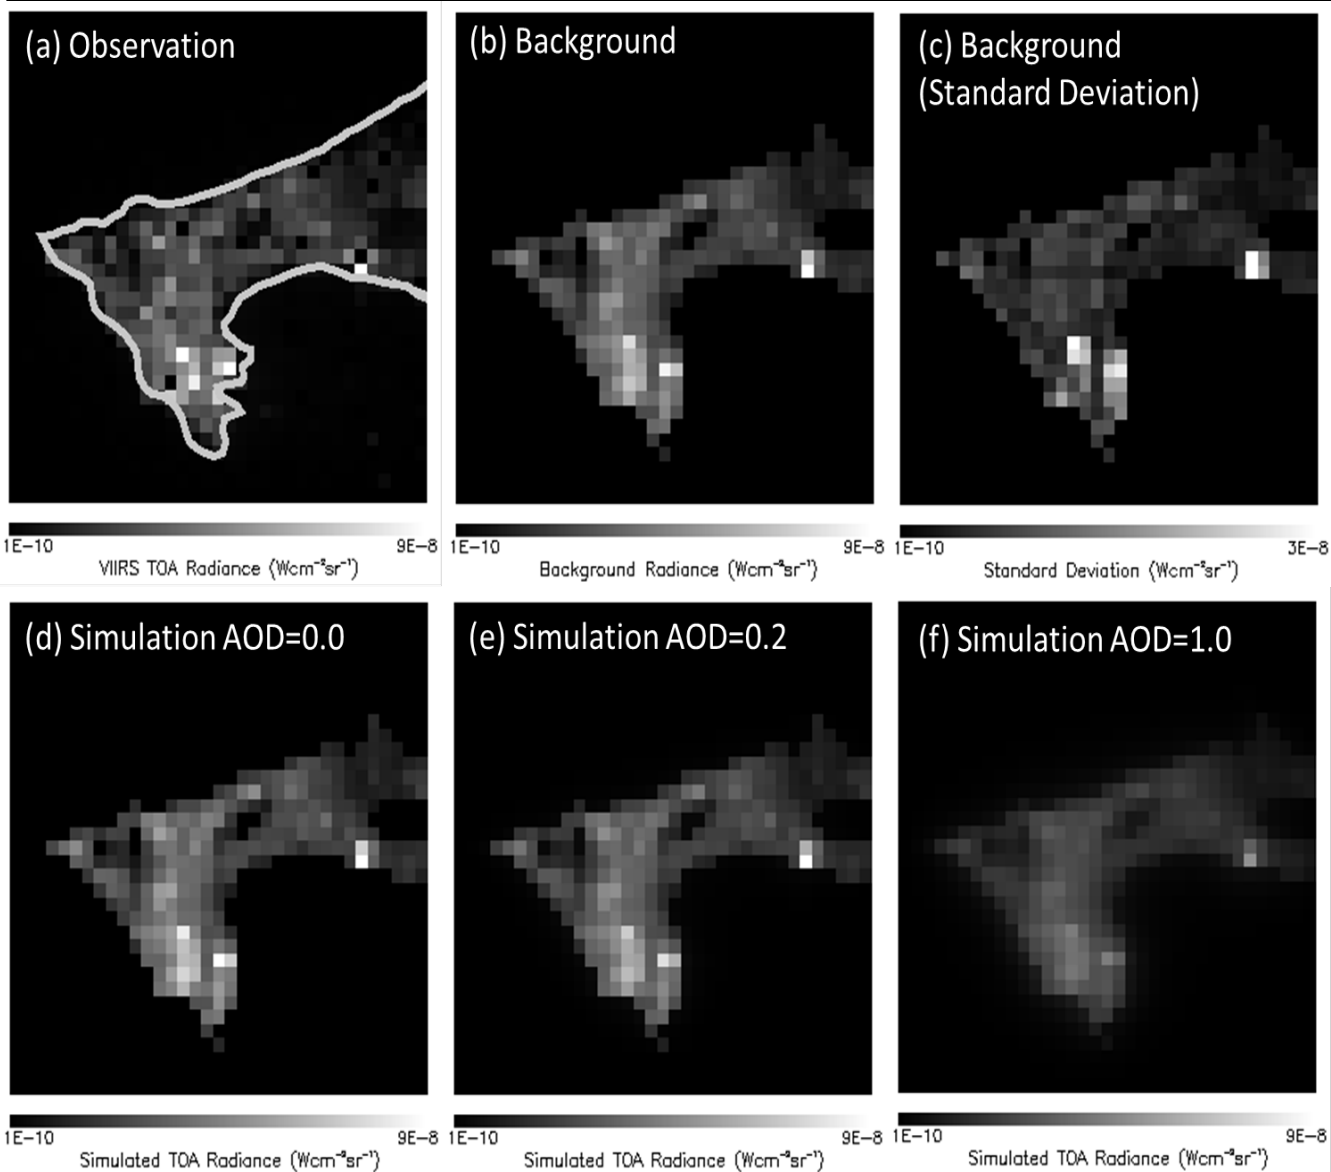 (a) Observation
(b) Background
(c) Background
(Standard Deviation)
1E-10 9E-8
VIIRS TOA Radiance (Wcm⁻²sr⁻¹)
1E-10 9E-8
Background Radiance (Wcm⁻²sr⁻¹)
1E-10 3E-8
Standard Deviation (Wcm⁻²sr⁻¹)
(d) Simulation AOD=0.0
(e) Simulation AOD=0.2
(f) Simulation AOD=1.0
1E-10 9E-8
Simulated TOA Radiance (Wcm⁻²sr⁻¹)
1E-10 9E-8
Simulated TOA Radiance (Wcm⁻²sr⁻¹)
1E-10 9E-8
Simulated TOA Radiance (Wcm⁻²sr⁻¹)